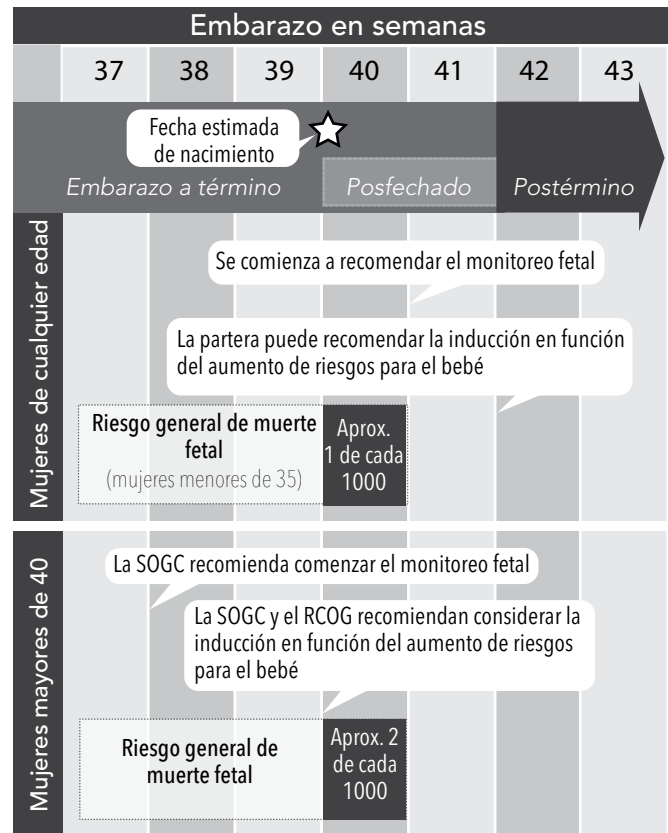 Embarazo en semanas
37 38 39 40 41 42 43
Fecha estimada
de nacimiento
Embarazo a término
Posfechado
Postérmino
Mujeres de cualquier edad
Se comienza a recomendar el monitoreo fetal
La partera puede recomendar la inducción en función
del aumento de riesgos para el bebé
Riesgo general de muerte
fetal
(mujeres menores de 35)
Aprox.
1 de cada
1000
Mujeres mayores de 40
La SOGC recomienda comenzar el monitoreo fetal
La SOGC y el RCOG recomiendan considerar la
inducción en función del aumento de riesgos
para el bebé
Riesgo general de
muerte fetal
Aprox. 2
de cada
1000